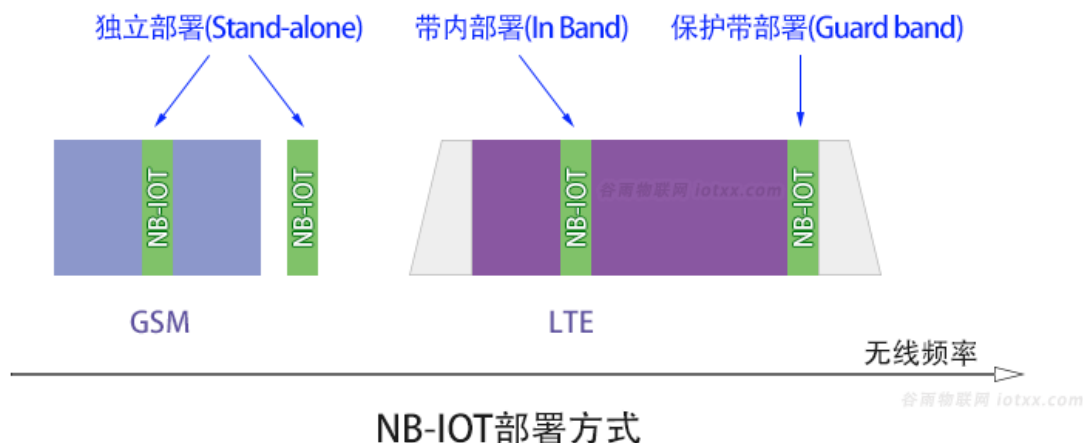 独立部署(Stand-alone)
带内部署(In Band)
保护带部署(Guard band)
NB-IOT
NB-IOT
NB-IOT
NB-IOT
谷雨物联网 iotxx.com
GSM
LTE
无线频率
谷雨物联网 iotxx.com
NB-IOT部署方式